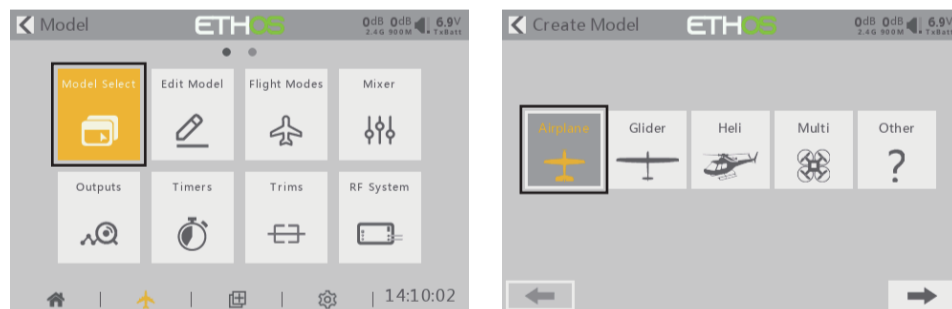 Model
ETHOS
0dB 0dB
2.4G 900M
6.9V
TxBatt
Model Select
Edit Model
Flight Modes
Mixer
Outputs
Timers
Trims
RF System
14:10:02
Create Model
ETHOS
0dB 0dB
2.4G 900M
6.9V
TxBatt
Airplane
Glider
Heli
Multi
Other
?